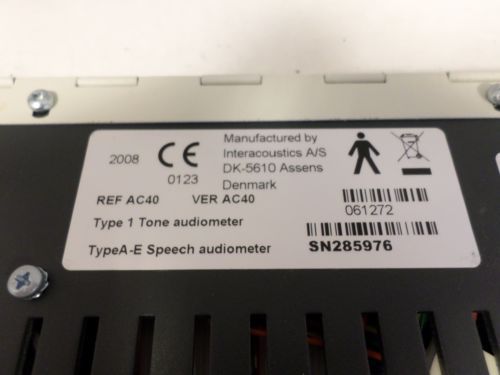 2008
CE
0123
Manufactured by
Interacoustics A/S
DK-5610 Assens
Denmark
REF AC40 VER AC40
061272
Type 1 Tone audiometer
TypeA-E Speech audiometer
SN285976